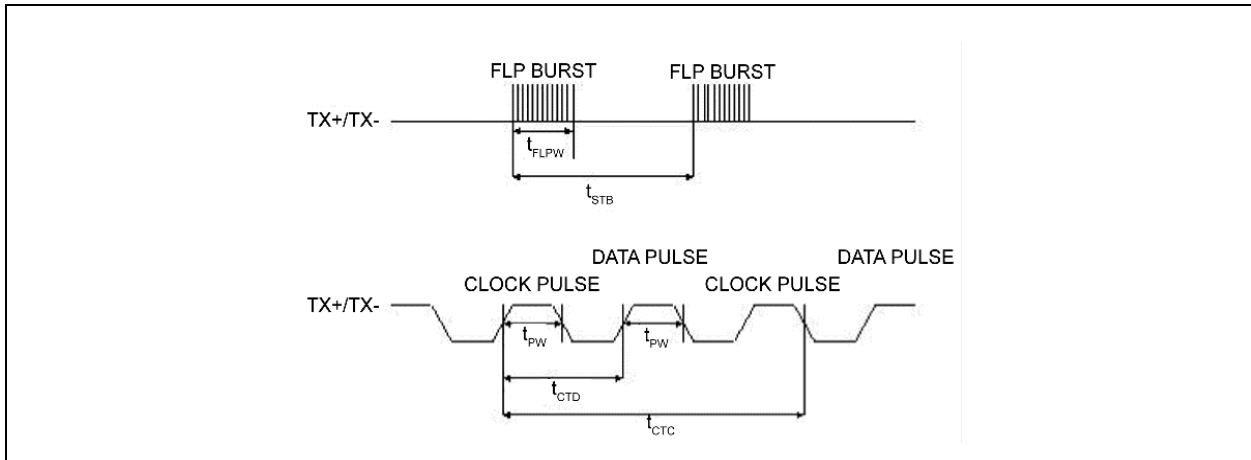 FLP BURST FLP BURST
TX+/TX-
tFLPW
tSTB
DATA PULSE DATA PULSE
CLOCK PULSE CLOCK PULSE
TX+/TX-
tPW tPW
tCTD
tCTC